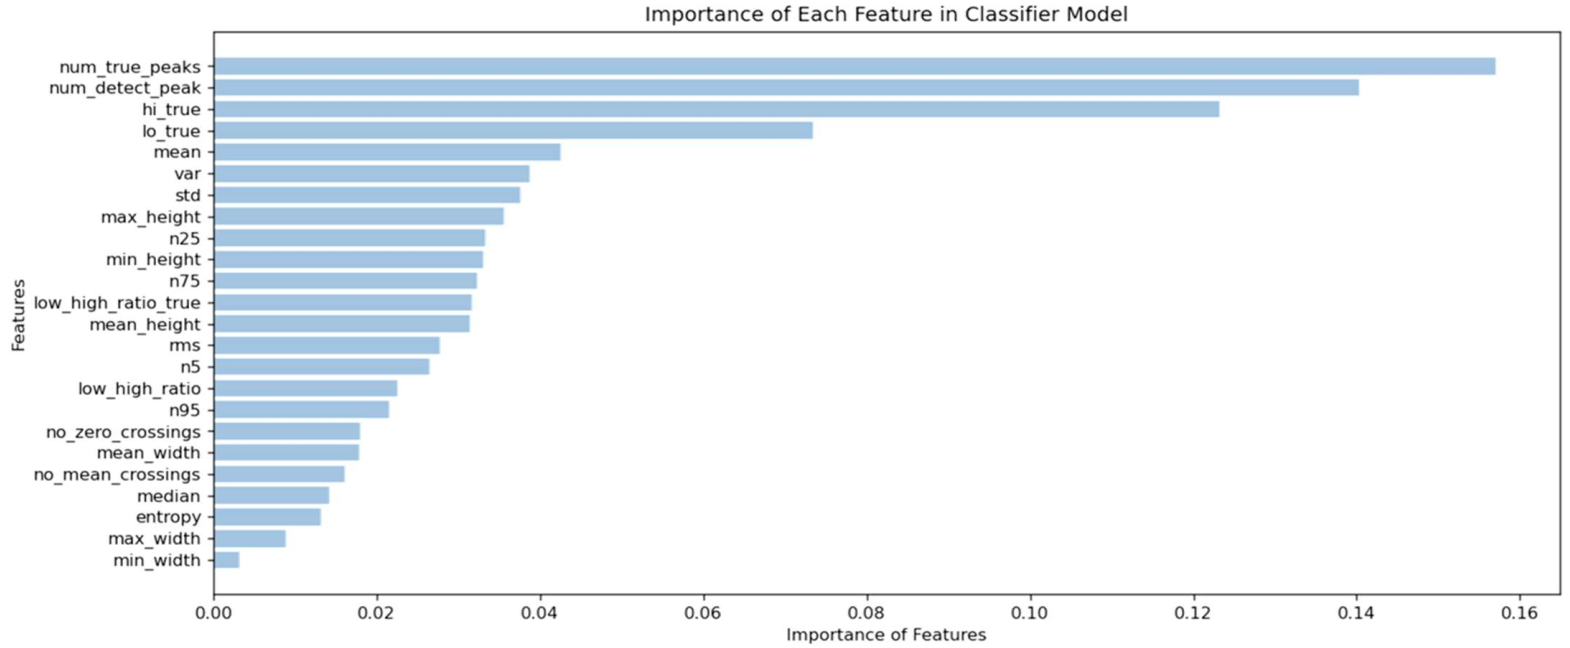 Importance of Each Feature in Classifier Model
Features
num_true_peaks
num_detect_peak
hi_true
lo_true
mean
var
std
max_height
n25
min_height
n75
low_high_ratio_true
mean_height
rms
n5
low_high_ratio
n95
no_zero_crossings
mean_width
no_mean_crossings
median
entropy
max_width
min_width
0.00 0.02 0.04 0.06 0.08 0.10 0.12 0.14 0.16
Importance of Features